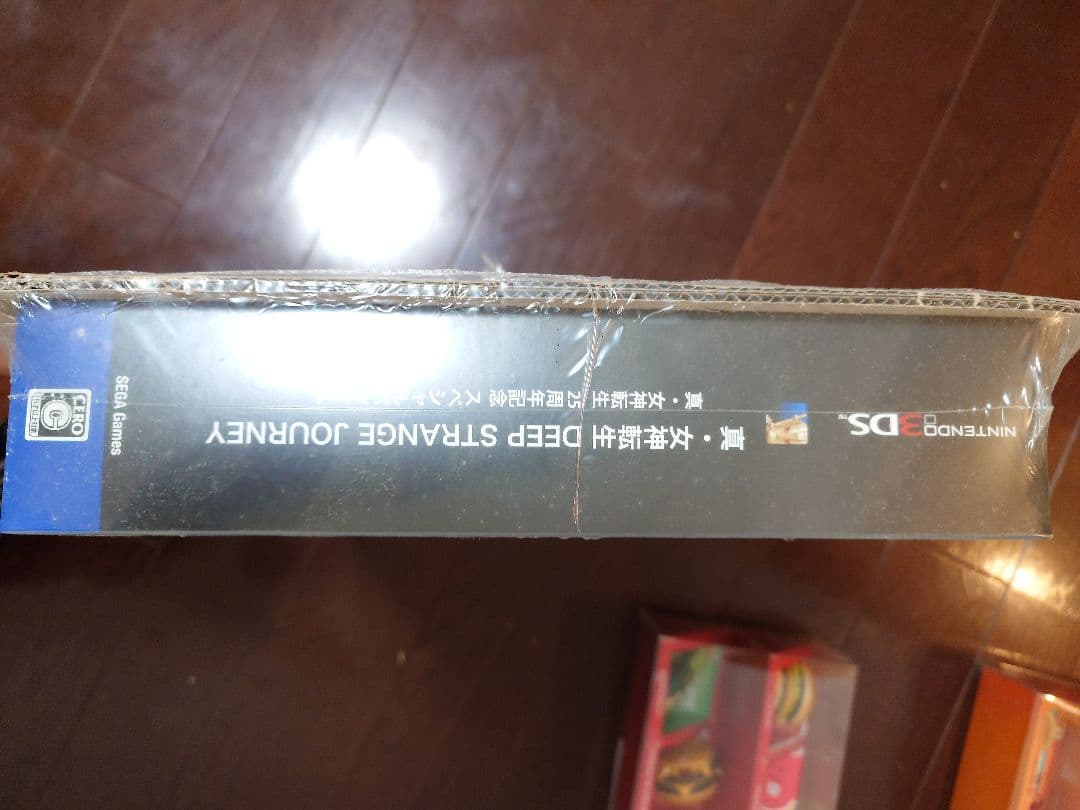 NINTENDO 3DS™
真・女神転生 DEEP STRANGE JOURNEY
真・女神転生 25周年記念 スペシャル
SEGA Games
CERO